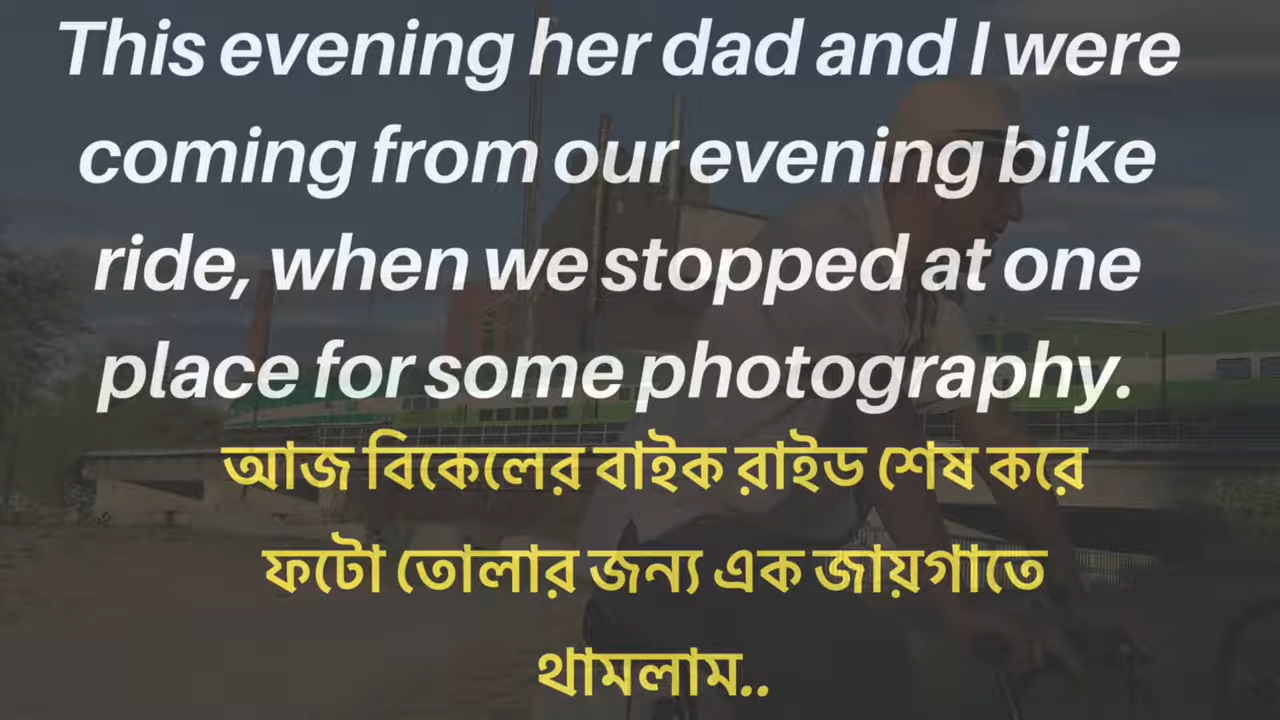 This evening her dad and I were
coming from our evening bike
ride, when we stopped at one
place for some photography.
আজ বিকেলের বাইক রাইড শেষ করে
ফটো তোলার জন্য এক জায়গাতে
থামলাম..